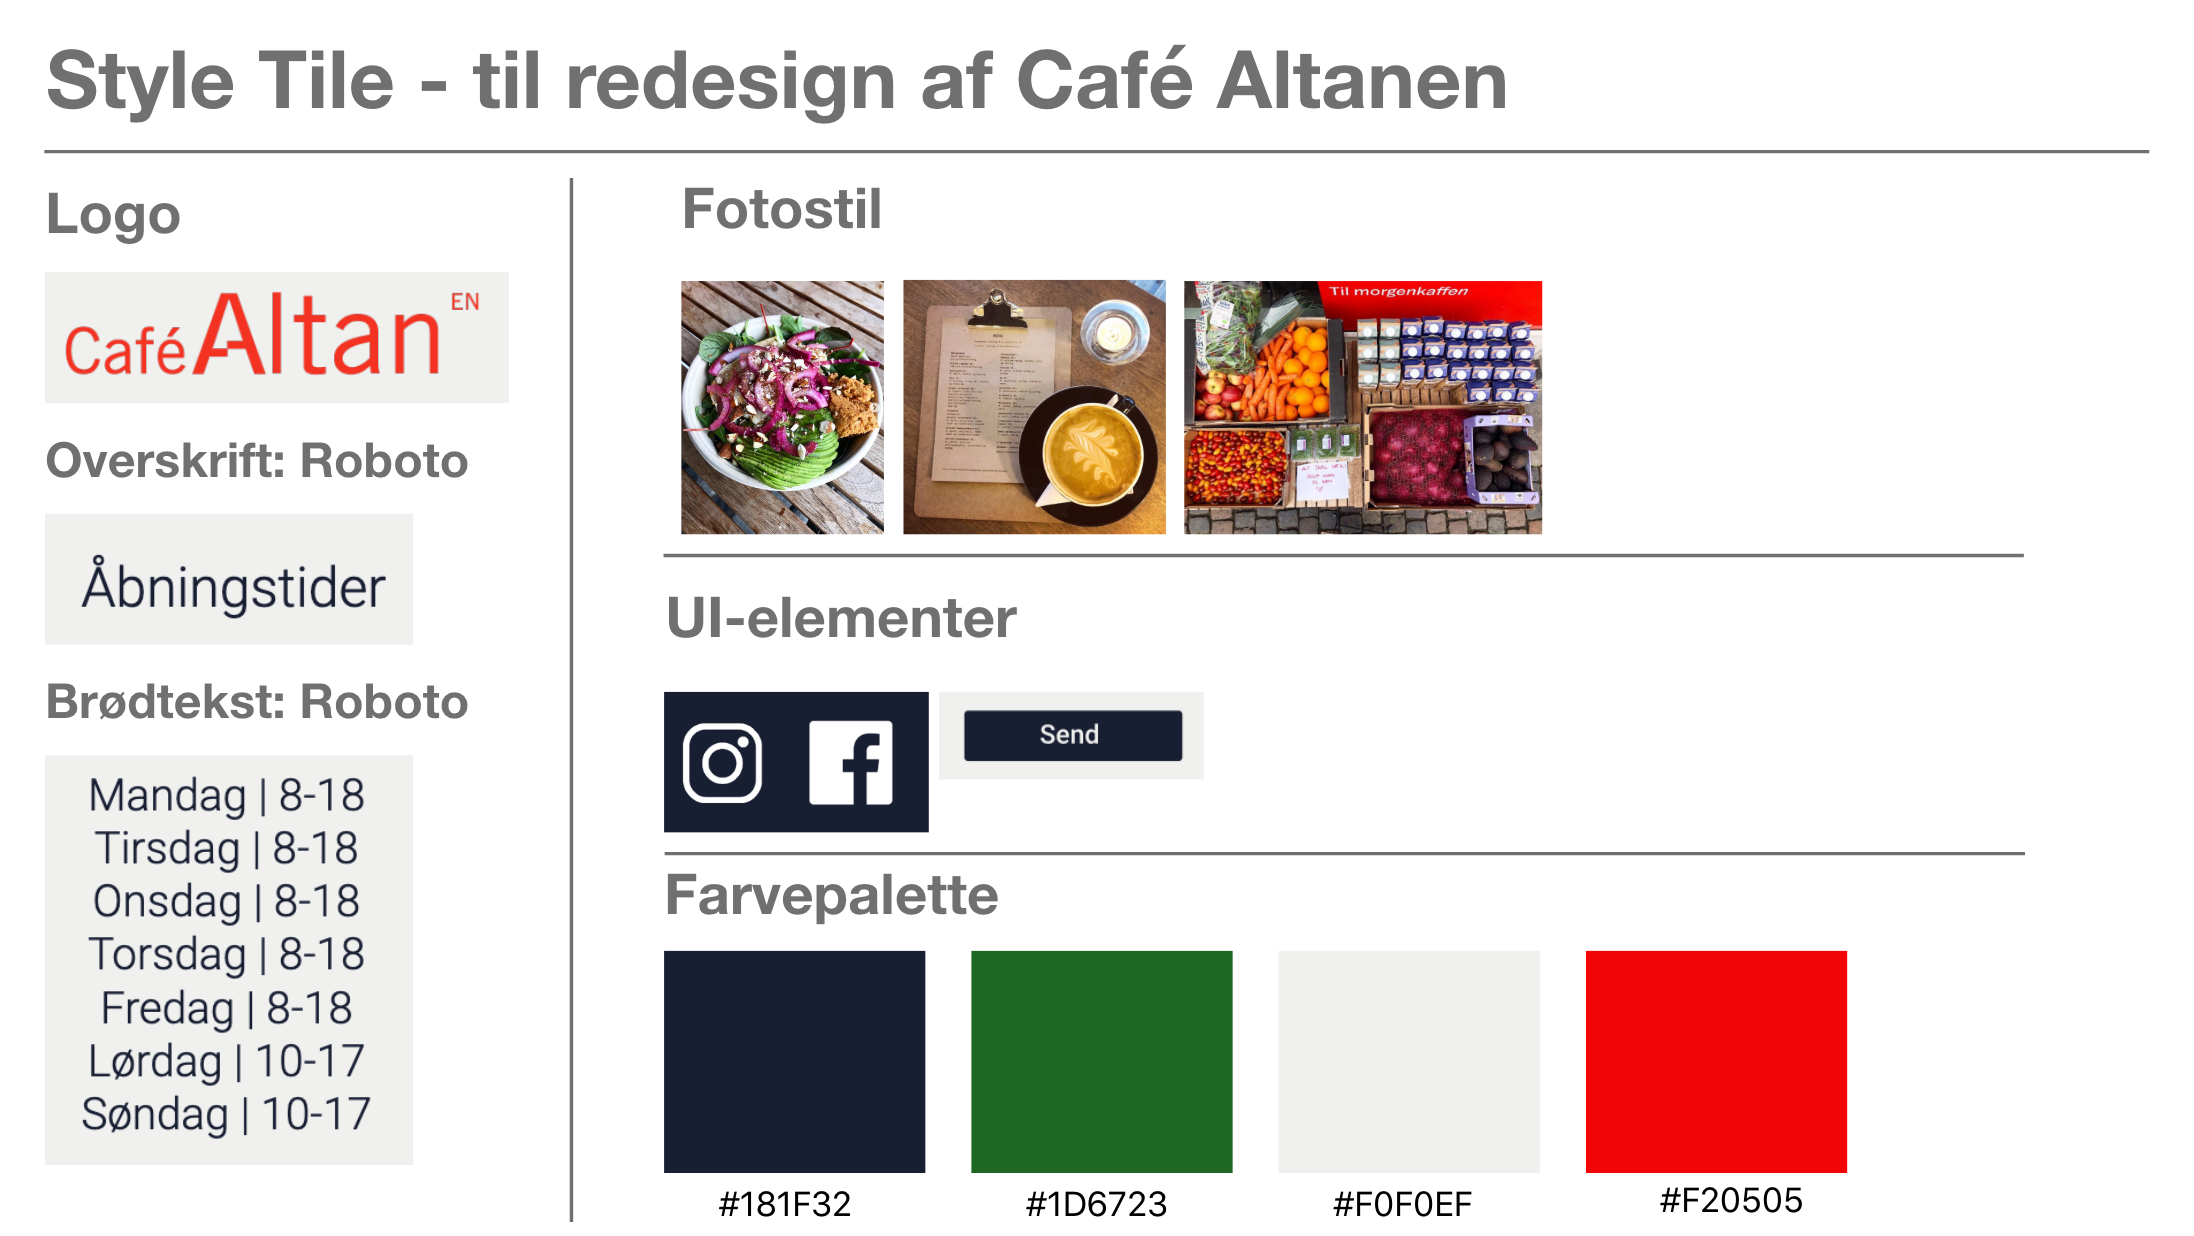 Style Tile - til redesign af Café Altanen
Logo
Café Altan EN
Overskrift: Roboto
Åbningstider
Brødtekst: Roboto
Mandag | 8-18
Tirsdag | 8-18
Onsdag | 8-18
Torsdag | 8-18
Fredag | 8-18
Lørdag | 10-17
Søndag | 10-17
Fotostil
Til morgenkaffen
UI-elementer
Send
Farvepalette
#181F32
#1D6723
#F0F0EF
#F20505